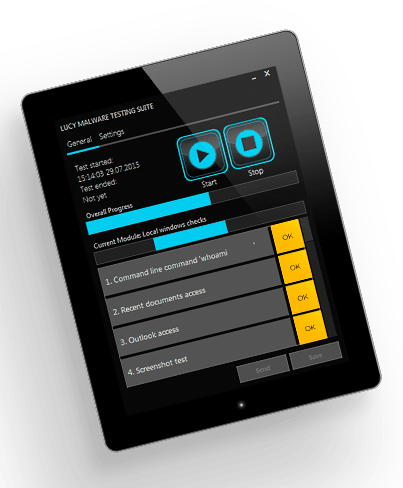 LUCY MALWARE TESTING SUITE
General Settings
Test started:
15:14:03 29.07.2015
Test ended:
Not yet
Start
Stop
Overall Progress
Current Module: Local windows checks
1. Command line command 'whoami '
OK
2. Recent documents access
OK
3. Outlook access
OK
4. Screenshot test
OK
Send
Save